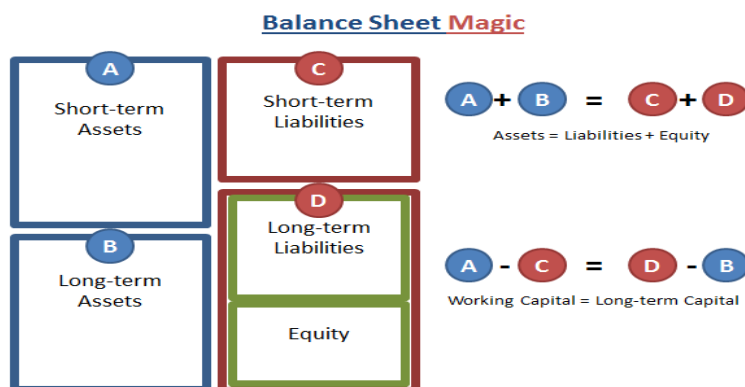 Balance Sheet Magic
A
Short-term
Assets
B
Long-term
Assets
C
Short-term
Liabilities
D
Long-term
Liabilities
Equity
A + B = C + D
Assets = Liabilities + Equity
A - C = D - B
Working Capital = Long-term Capital